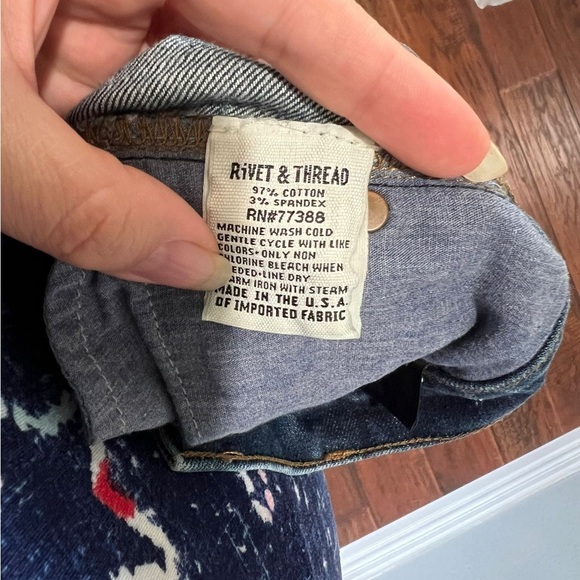 RiVET & THREAD
97% COTTON
3% SPANDEX
RN#77388
MACHINE WASH COLD
GENTLE CYCLE WITH LIKE
COLORS•ONLY NON
CHLORINE BLEACH WHEN
NEEDED•LINE DRY
WARM IRON WITH STEAM
MADE IN THE U.S.A.
OF IMPORTED FABRIC